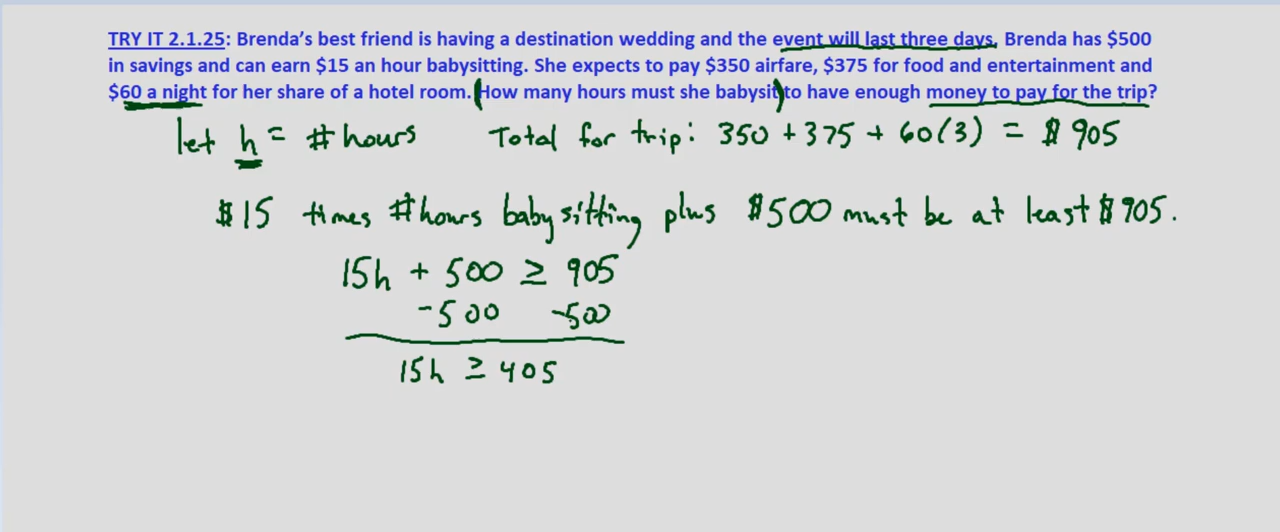 TRY IT 2.1.25: Brenda's best friend is having a destination wedding and the event will last three days. Brenda has $500
in savings and can earn $15 an hour babysitting. She expects to pay $350 airfare, $375 for food and entertainment and
$60 a night for her share of a hotel room. (How many hours must she babysit) to have enough money to pay for the trip?
let h = # hours Total for trip: 350 + 375 + 60(3) = $905
$15 times # hours babysitting plus $500 must be at least $905.
15h + 500 ≥ 905
-500 -500
15h ≥ 405